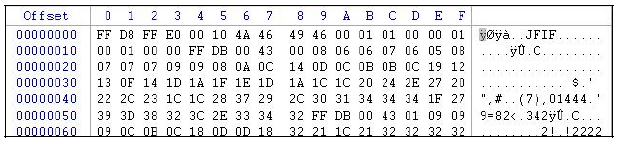 Offset 0 1 2 3 4 5 6 7 8 9 A B C D E F
00000000 FF D8 FF E0 00 10 4A 46 49 46 00 01 01 00 00 01 ÿØÿà..JFIF......
00000010 00 01 00 00 FF DB 00 43 00 08 06 06 07 06 05 08 ....ÿÛ.C........
00000020 07 07 07 09 09 08 0A 0C 14 0D 0C 0B 0B 0C 19 12 ................
00000030 13 0F 14 1D 1A 1F 1E 1D 1A 1C 1C 20 24 2E 27 20 ........... $.'
00000040 22 2C 23 1C 1C 28 37 29 2C 30 31 34 34 34 1F 27 ",#..(7),01444.'
00000050 39 3D 38 32 3C 2E 33 34 32 FF DB 00 43 01 09 09 9=82<.342ÿÛ.C...
00000060 09 0C 0B 0C 18 0D 0D 18 32 21 1C 21 32 32 32 32 ........2!.!2222